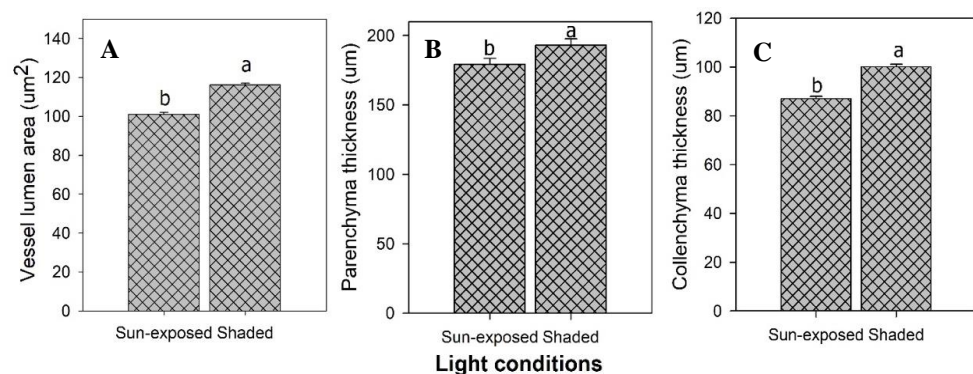 A
Vessel lumen area (um²)
140
120
100
80
60
40
20
0
b
a
Sun-exposed Shaded
B
Parenchyma thickness (um)
200
150
100
50
0
b
a
Sun-exposed Shaded
C
Collenchyma thickness (um)
120
100
80
60
40
20
0
b
a
Sun-exposed Shaded
Light conditions